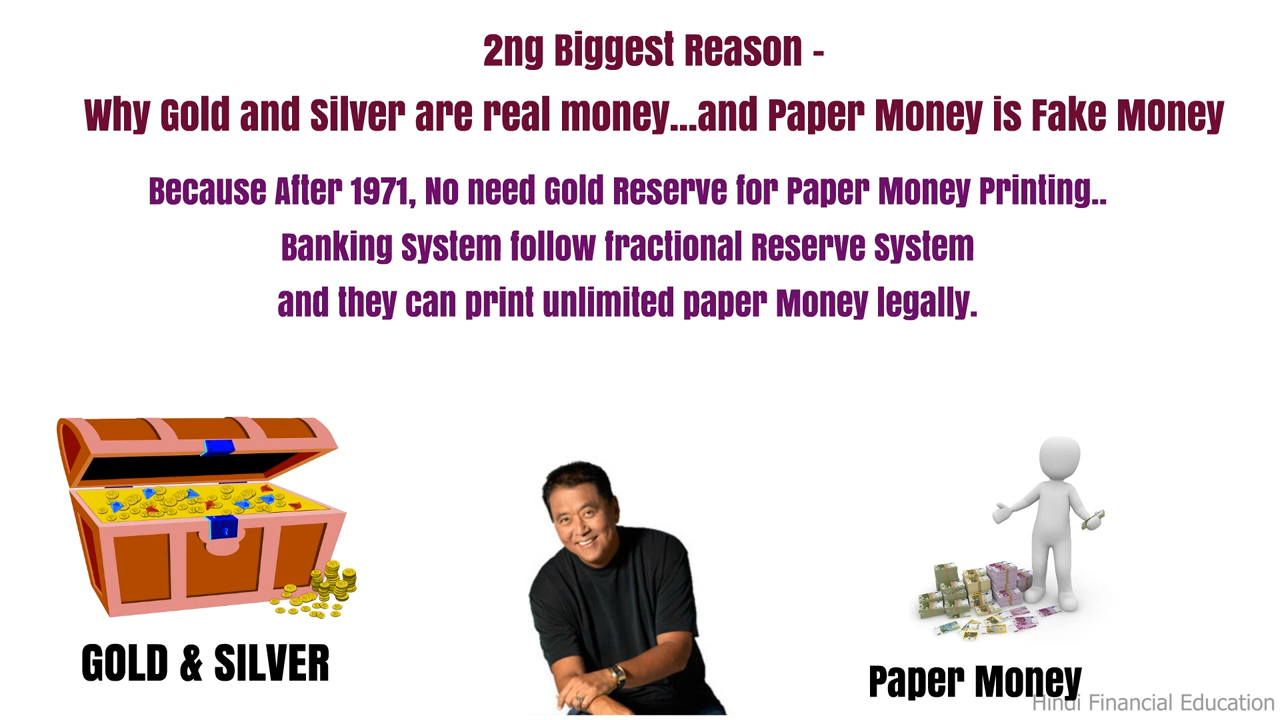 2ng Biggest Reason -
Why Gold and Silver are real money...and Paper Money is Fake MOney
Because After 1971, No need Gold Reserve for Paper Money Printing..
Banking System follow fractional Reserve System
and they can print unlimited paper Money legally.
GOLD & SILVER
Paper Money
Hindi Financial Education